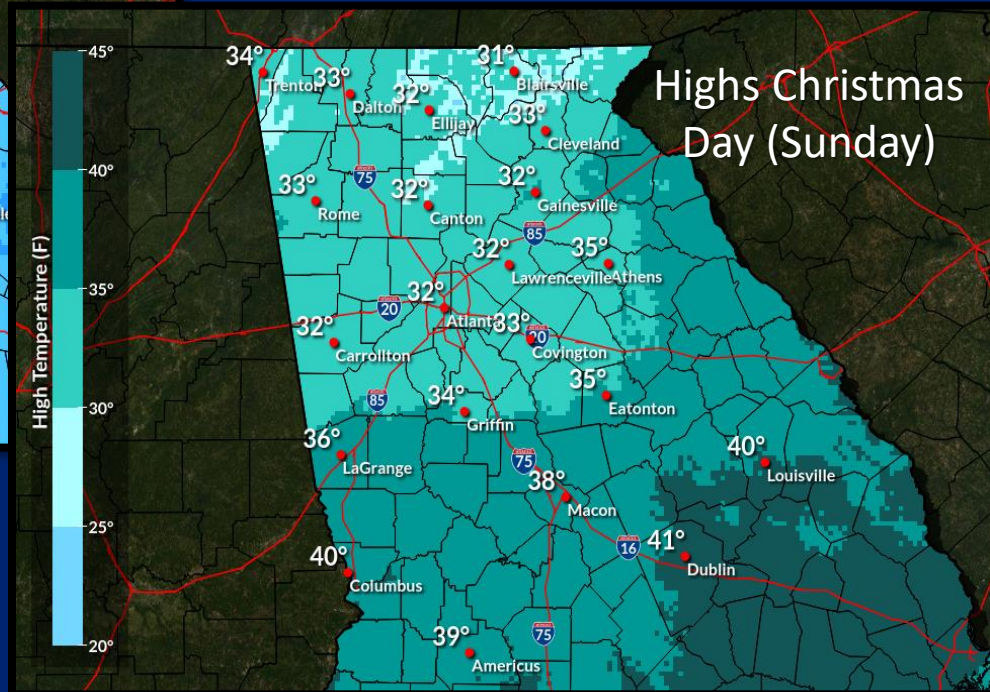 Highs Christmas
Day (Sunday)
High Temperature (F)
45°
40°
35°
30°
25°
20°
34°
Trenton
33°
Dalton
32°
Ellijay
31°
Blairsville
33°
Cleveland
33°
Rome
32°
Canton
32°
Gainesville
75
85
32°
Lawrenceville
35°
Athens
32°
Atlanta
20
33°
20
Covington
32°
Carrollton
85
34°
Griffin
35°
Eatonton
36°
LaGrange
75
38°
Macon
40°
Louisville
16
41°
Dublin
40°
Columbus
39°
Americus
75